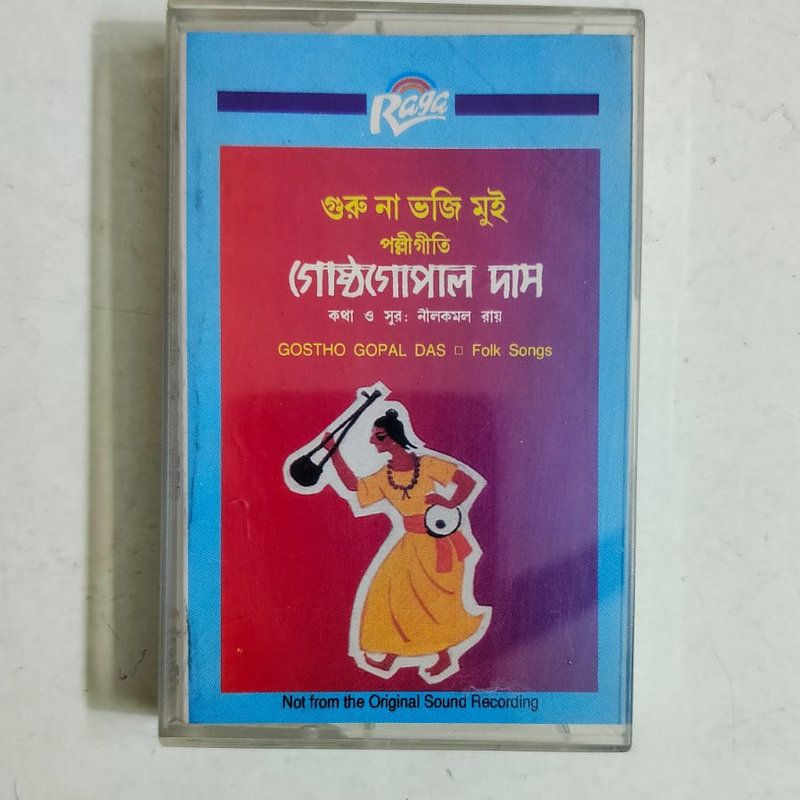 Raga
গুরু না ভজি মুই
পল্লীগীতি
গোষ্ঠগোপাল দাস
কথা ও সুর: নীলকমল রায়
GOSTHO GOPAL DAS □ Folk Songs
Not from the Original Sound Recording